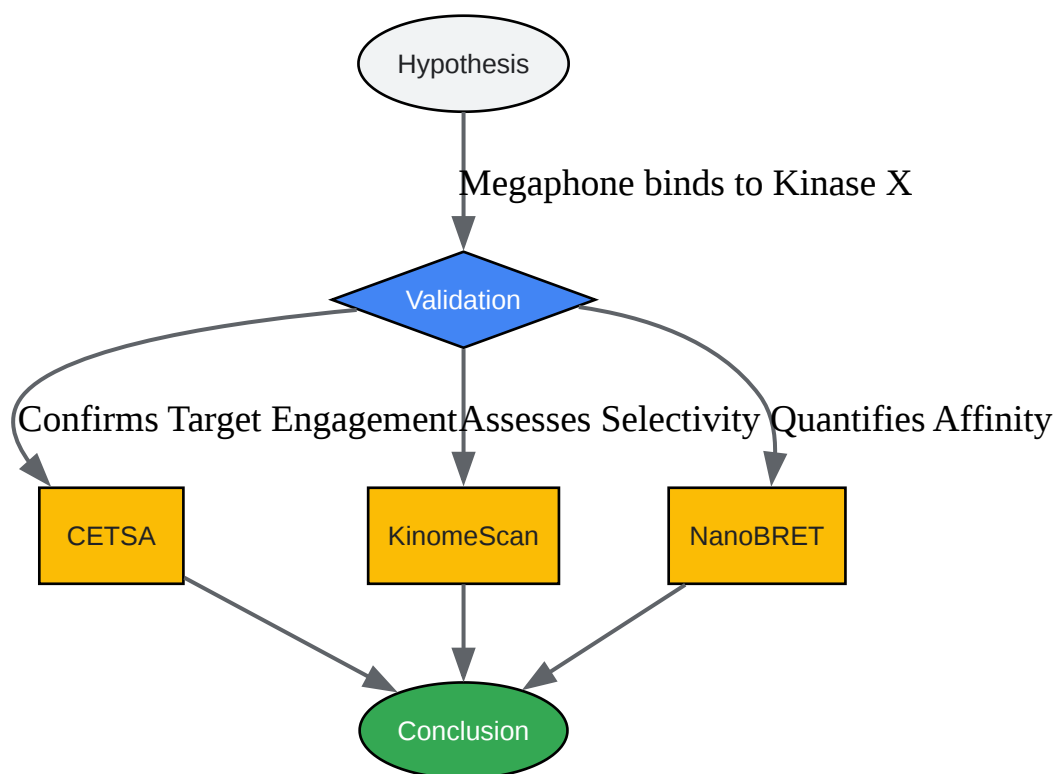 Hypothesis
Megaphone binds to Kinase X
Validation
Confirms Target Engagement
Assesses Selectivity
Quantifies Affinity
CETSA
KinomeScan
NanoBRET
Conclusion